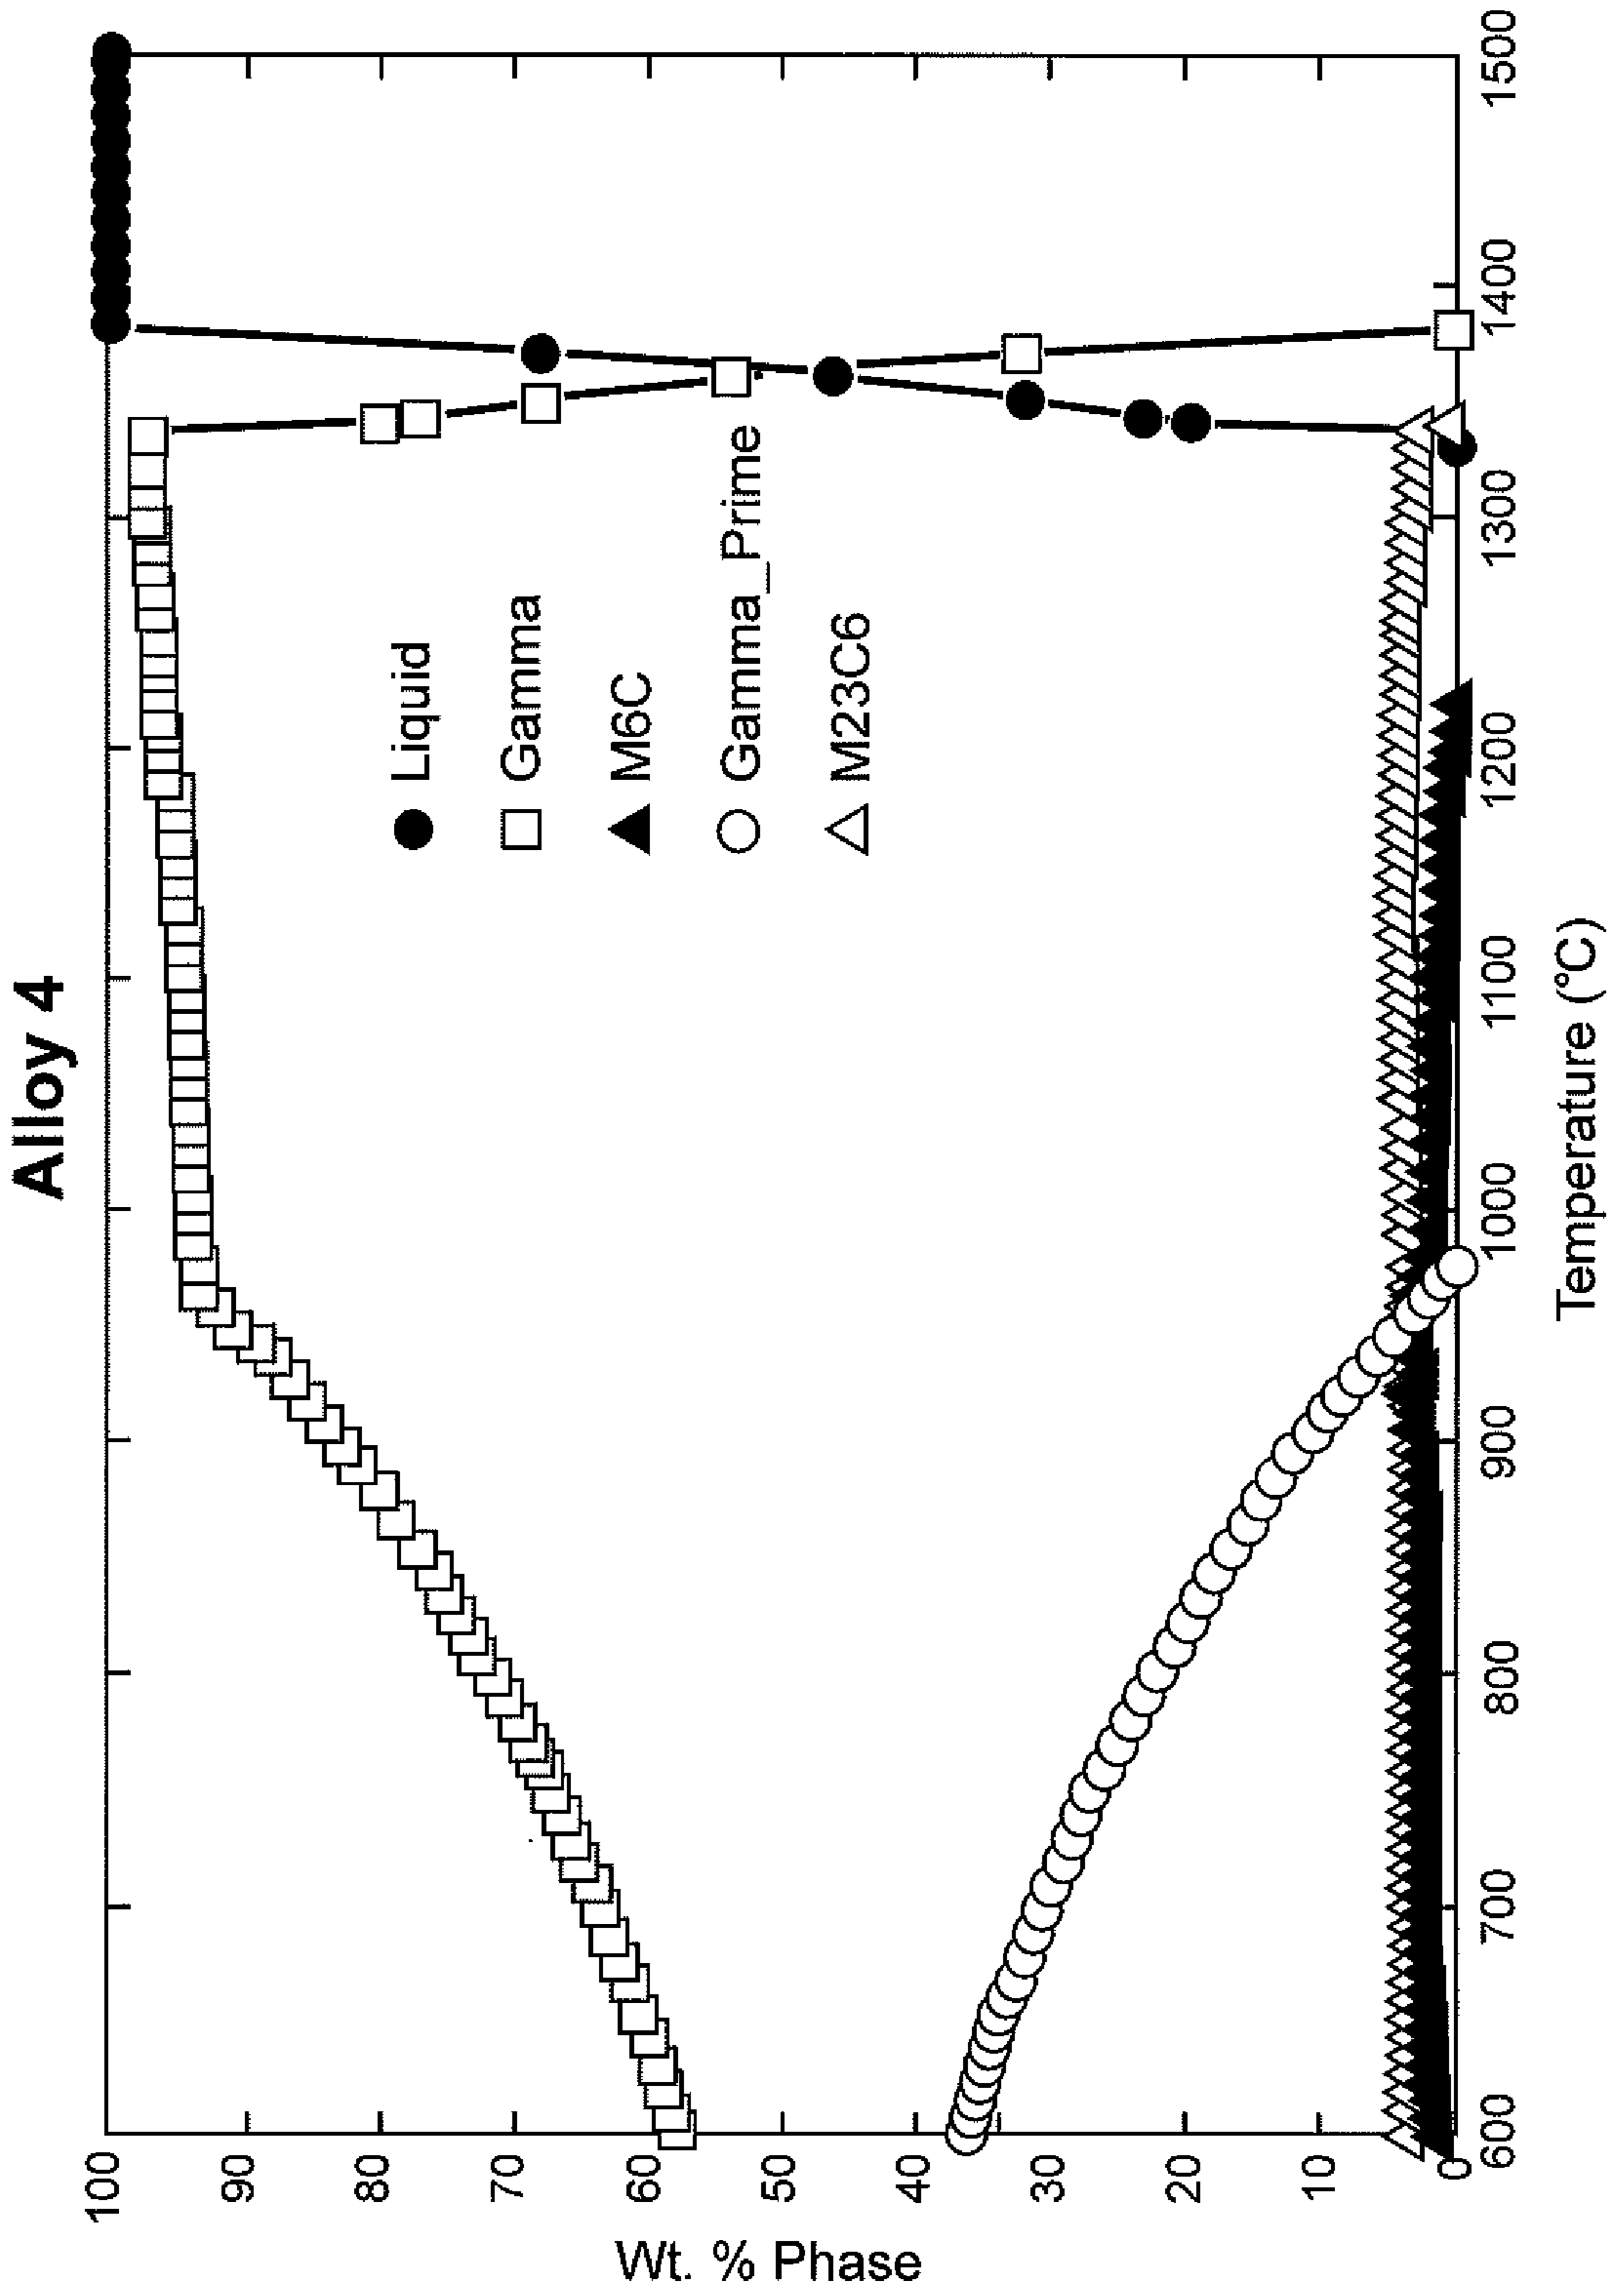 Alloy 4
100
90
80
70
60
50
40
30
20
10
0
Wt. % Phase
Liquid
Gamma
M6C
Gamma_Prime
M23C6
600
700
800
900
1000
1100
1200
1300
1400
1500
Temperature (°C)